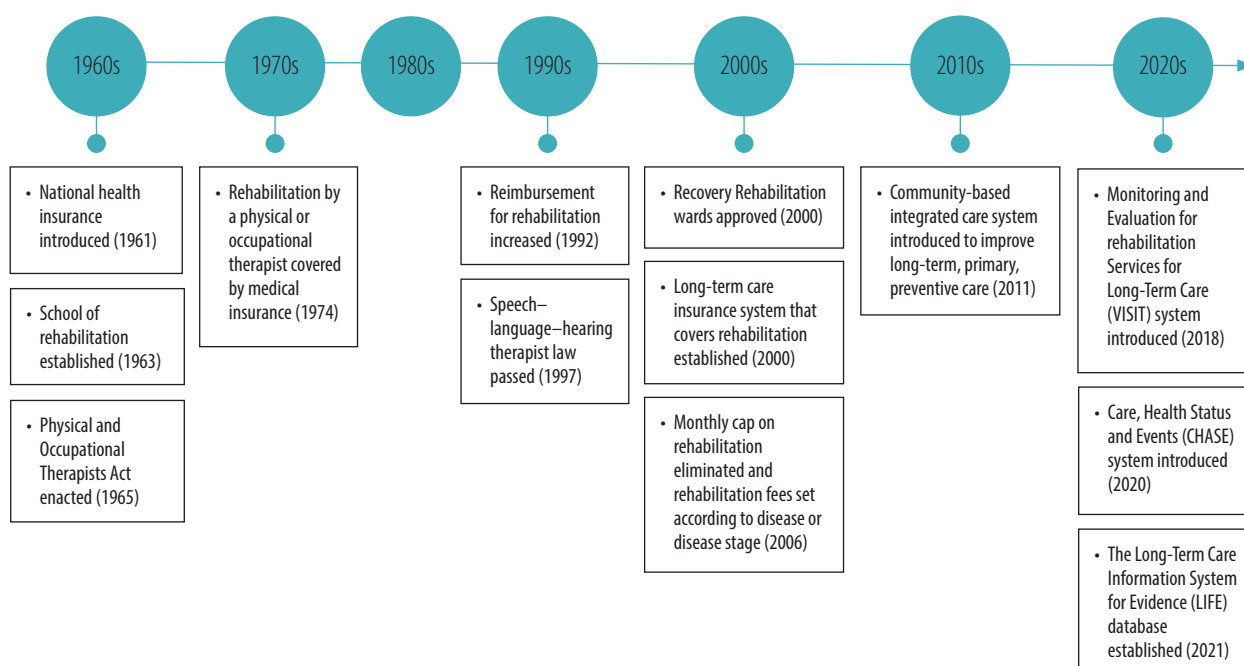 1960s
1970s
1980s
1990s
2000s
2010s
2020s
• National health
insurance
introduced (1961)
• School of
rehabilitation
established (1963)
• Physical and
Occupational
Therapists Act
enacted (1965)
• Rehabilitation by
a physical or
occupational
therapist covered
by medical
insurance (1974)
• Reimbursement
for rehabilitation
increased (1992)
• Speech–
language–hearing
therapist law
passed (1997)
• Recovery Rehabilitation
wards approved (2000)
• Long-term care
insurance system that
covers rehabilitation
established (2000)
• Monthly cap on
rehabilitation
eliminated and
rehabilitation fees set
according to disease or
disease stage (2006)
• Community-based
integrated care system
introduced to improve
long-term, primary,
preventive care (2011)
• Monitoring and
Evaluation for
rehabilitation
Services for
Long-Term Care
(VISIT) system
introduced (2018)
• Care, Health Status
and Events (CHASE)
system introduced
(2020)
• The Long-Term Care
Information System
for Evidence (LIFE)
database
established (2021)